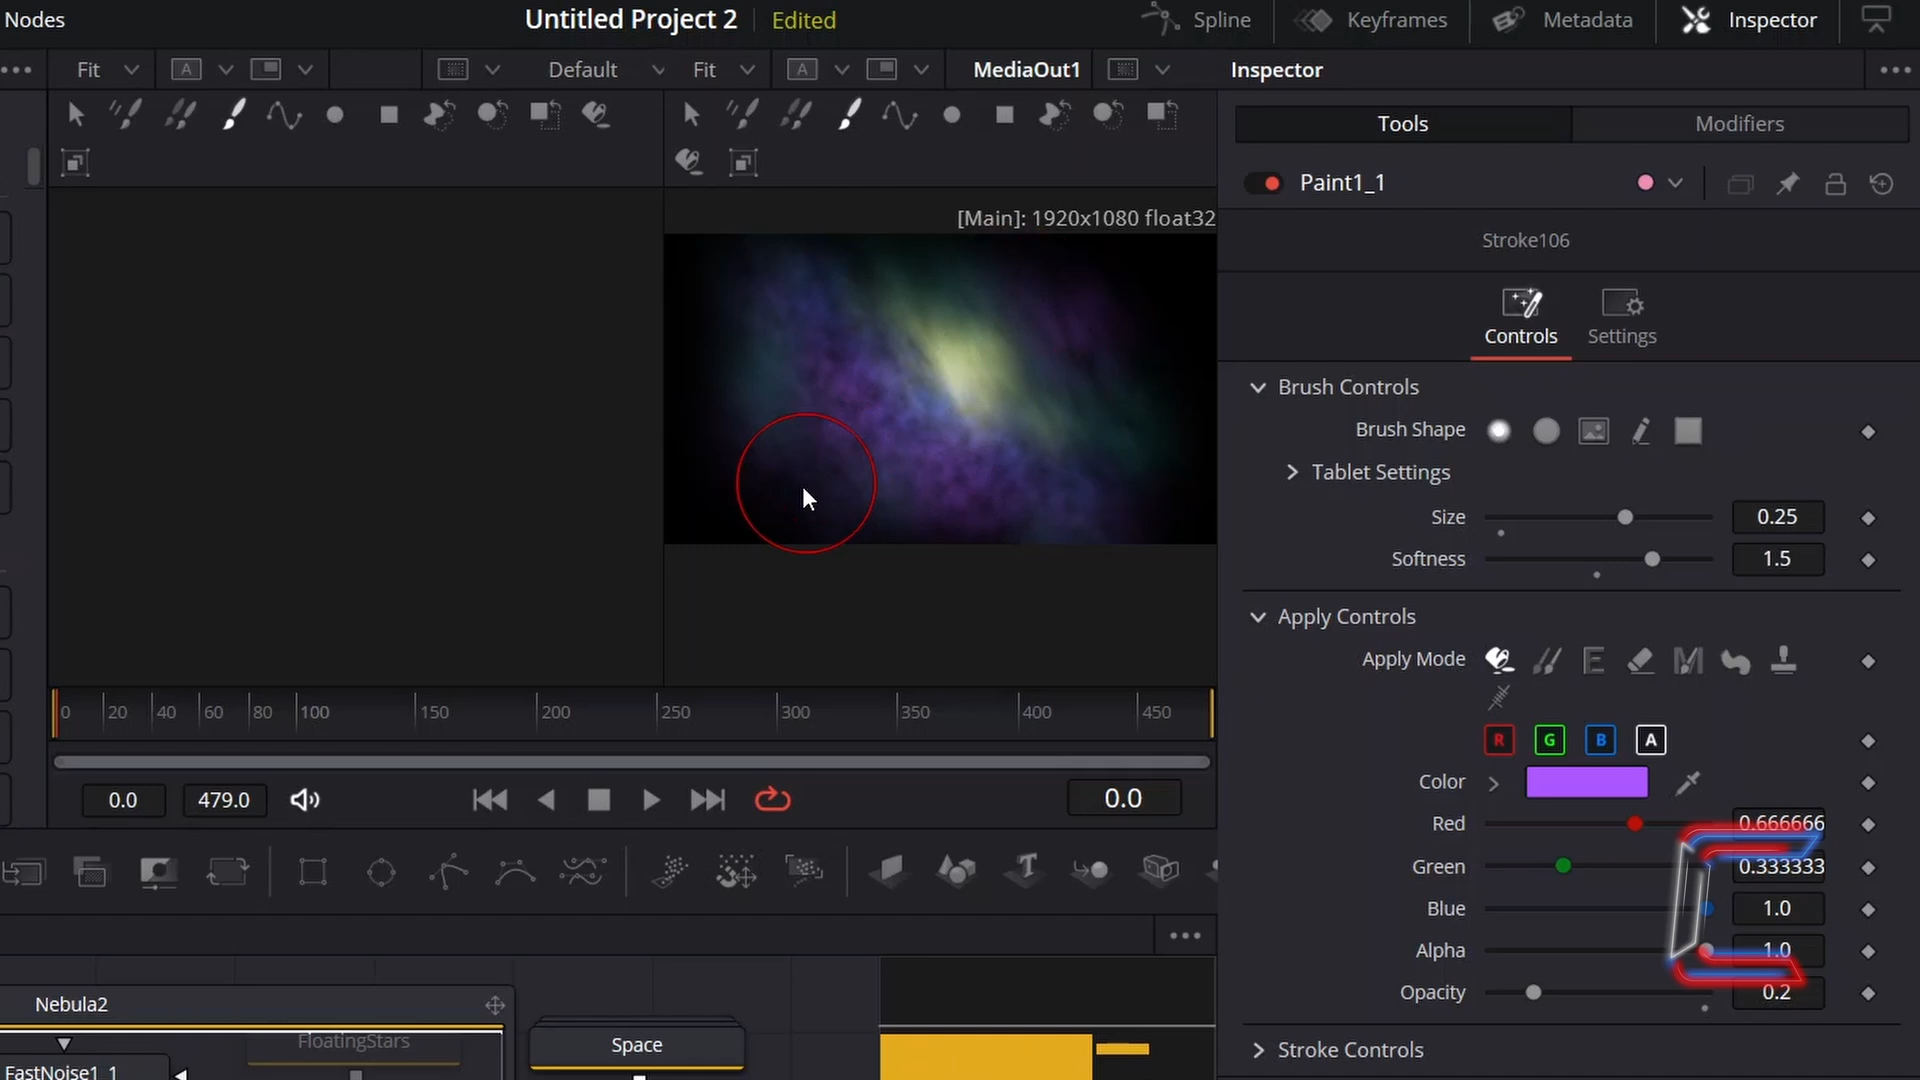 Nodes
Untitled Project 2
Edited
Spline
Keyframes
Metadata
Inspector
Fit
A
Default
Fit
A
MediaOut1
Inspector
Tools
Modifiers
Paint1_1
[Main]: 1920x1080 float32
Stroke106
Controls
Settings
Brush Controls
Brush Shape
Tablet Settings
Size
0.25
Softness
1.5
Apply Controls
Apply Mode
E
M
R
G
B
A
Color
Red
0.666666
Green
0.333333
Blue
1.0
Alpha
1.0
Opacity
0.2
Stroke Controls
0
20
40
60
80
100
150
200
250
300
350
400
450
0.0
479.0
0.0
T
Nebula2
FloatingStars
FastNoise1_1
Space